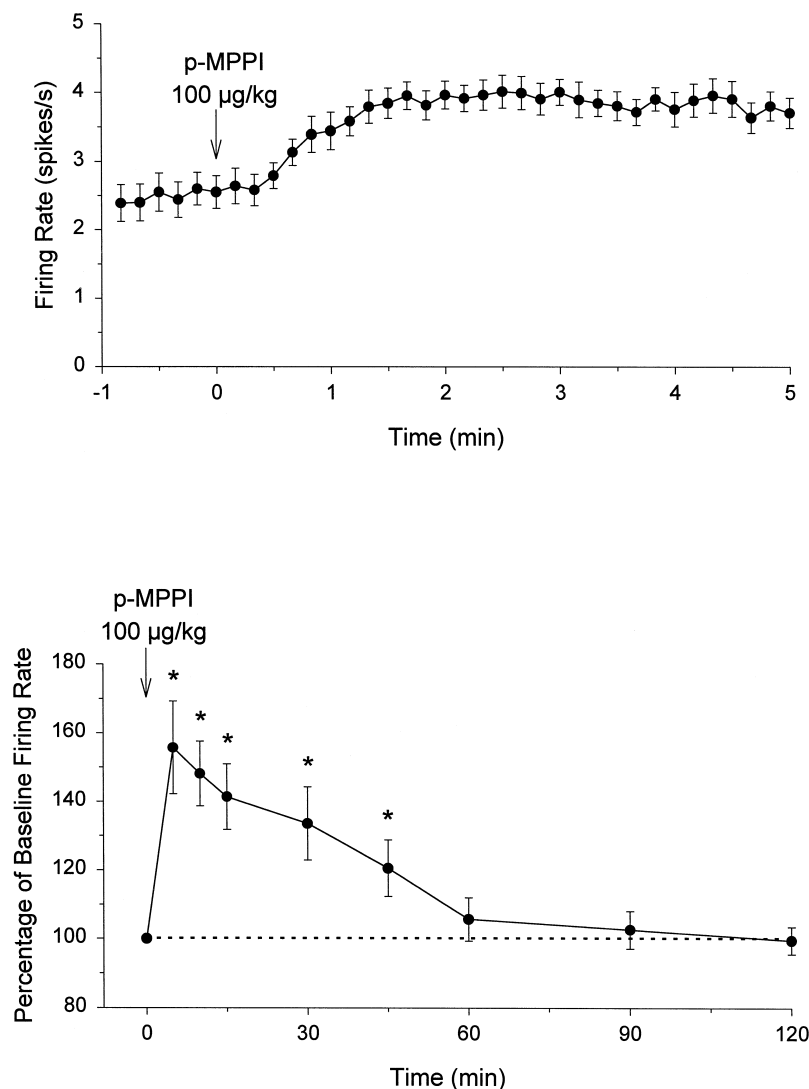 p-MPPI
100 µg/kg
Firing Rate (spikes/s)
5
4
3
2
1
0
-1 0 1 2 3 4 5
Time (min)
p-MPPI
100 µg/kg
Percentage of Baseline Firing Rate
180
160
140
120
100
80
* * * * *
0 30 60 90 120
Time (min)